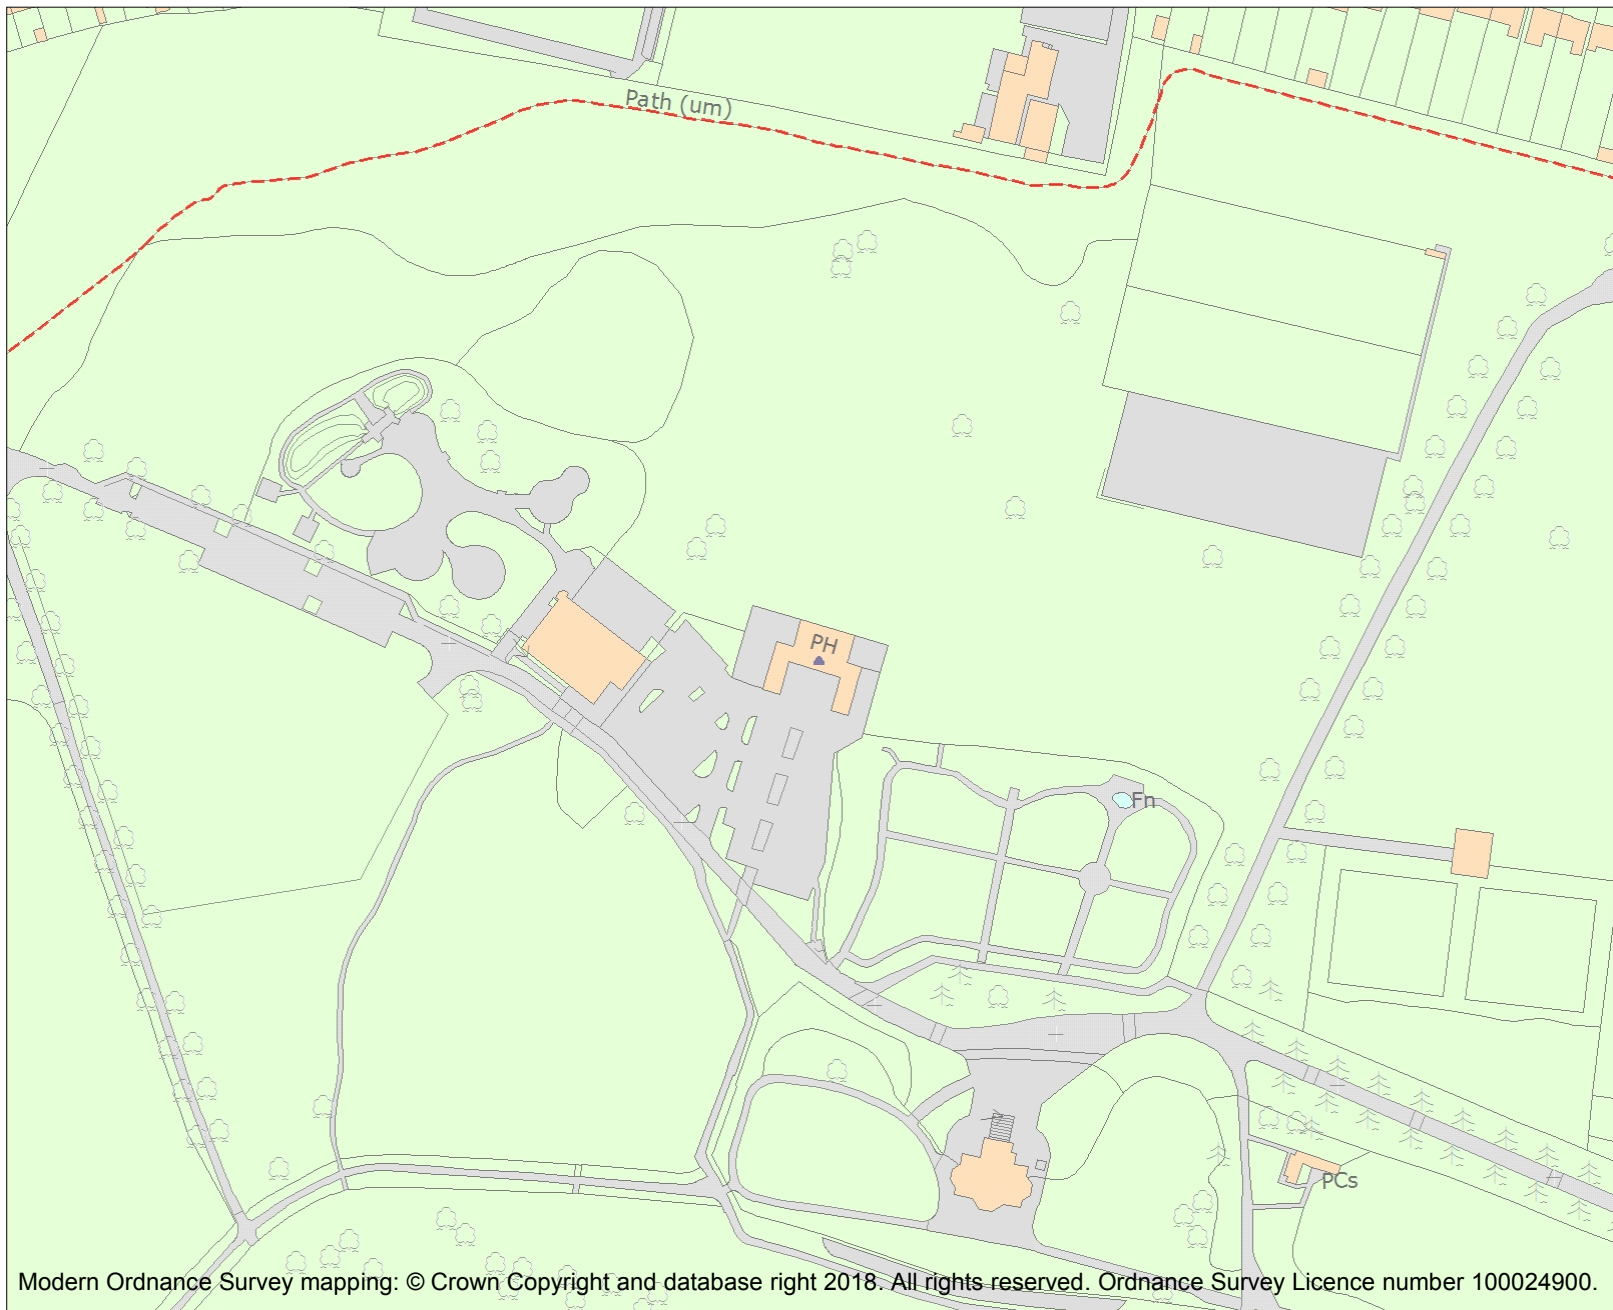 Path (um)
PH
Fn
PCs
Modern Ordnance Survey mapping: © Crown Copyright and database right 2018. All rights reserved. Ordnance Survey Licence number 100024900.